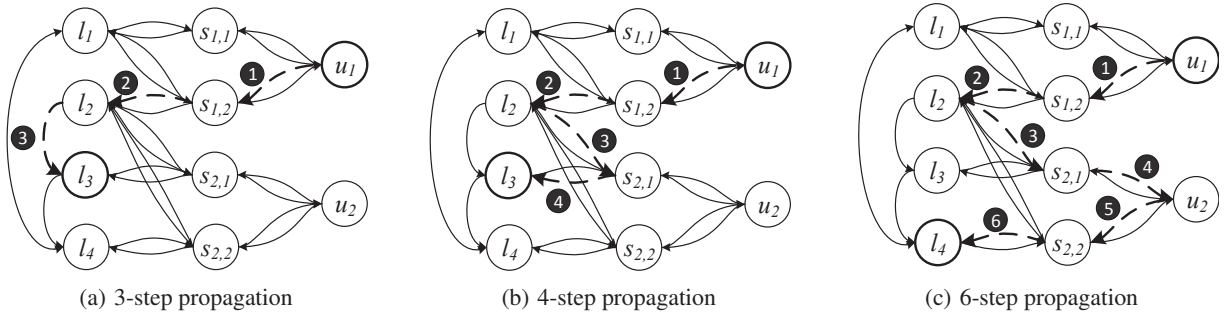 l1 s1,1 u1 1 2 l2 s1,2 3 l3 s2,1 u2 l4 s2,2
(a) 3-step propagation
l1 s1,1 u1 1 2 l2 s1,2 3 l3 s2,1 4 u2 l4 s2,2
(b) 4-step propagation
l1 s1,1 u1 1 2 l2 s1,2 3 l3 s2,1 4 u2 5 6 l4 s2,2
(c) 6-step propagation